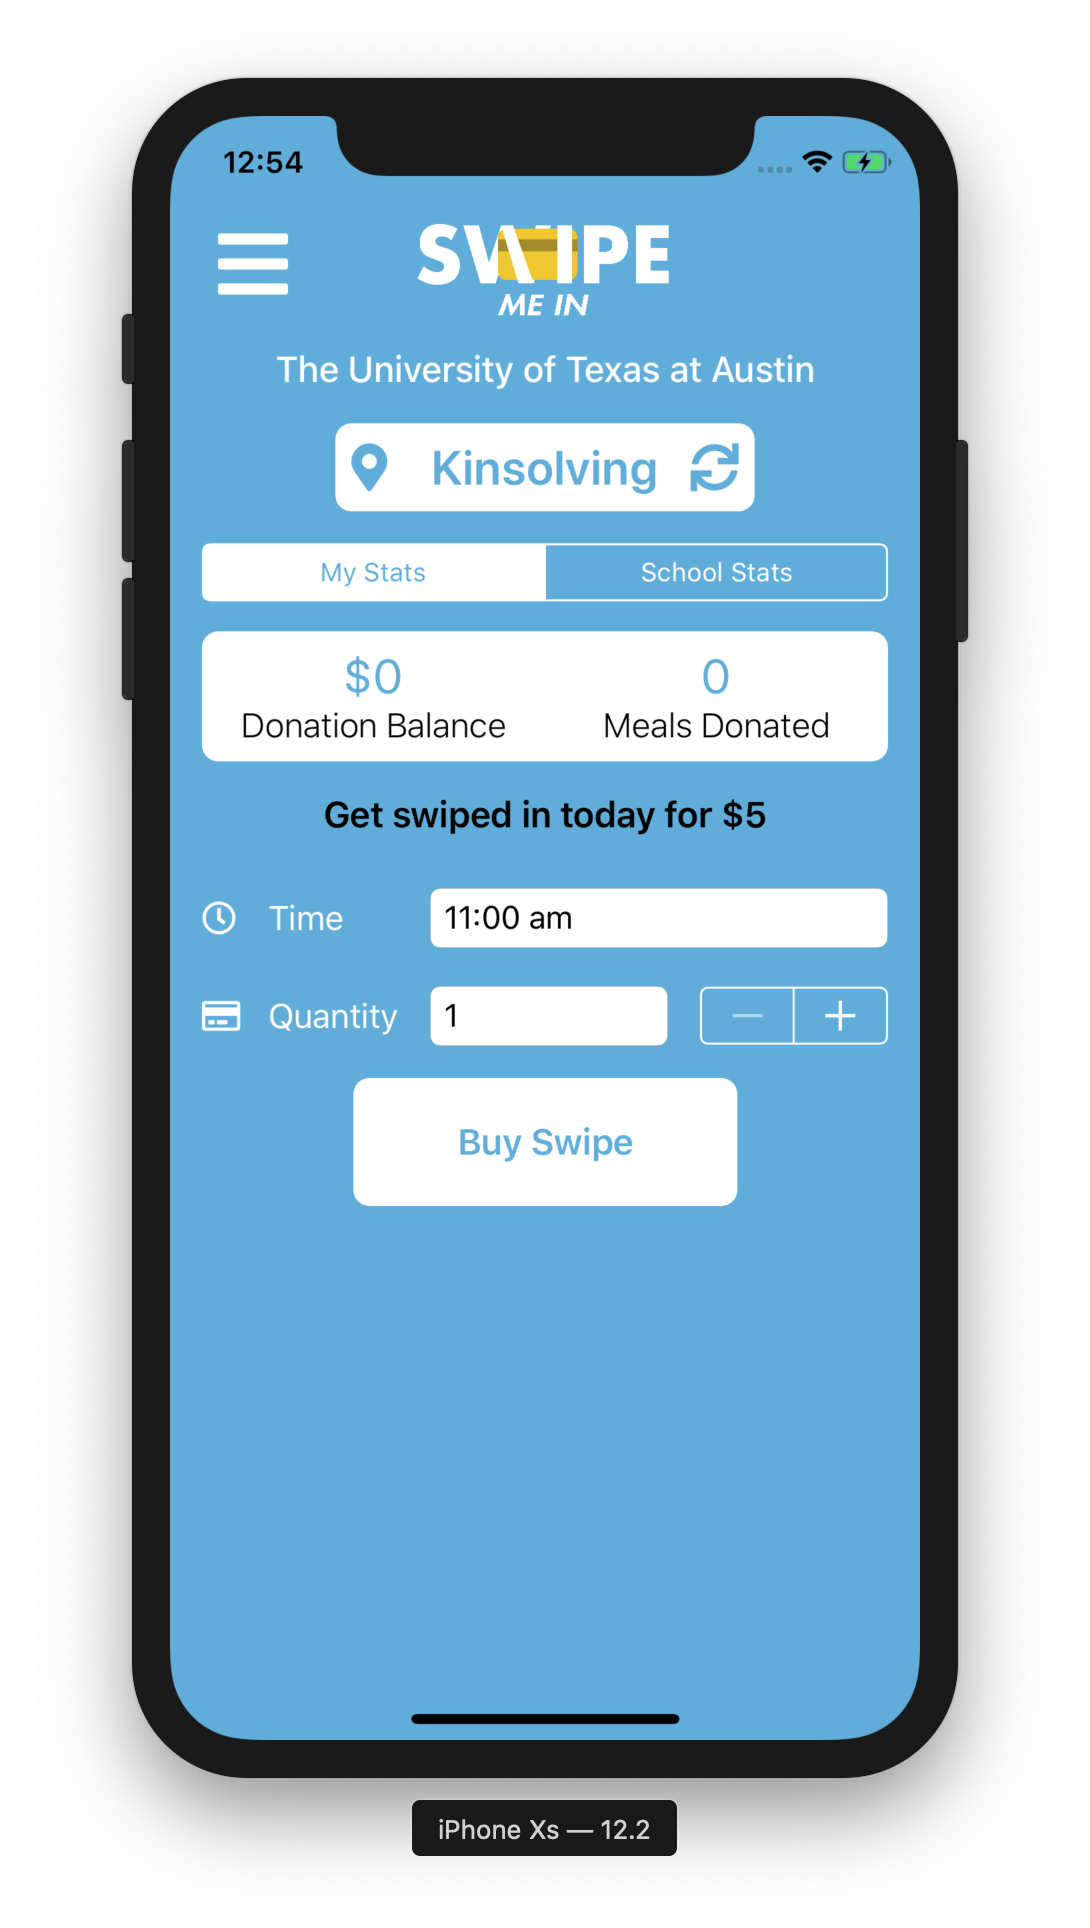 12:54
SWIPE
ME IN
The University of Texas at Austin
Kinsolving
My Stats
School Stats
$0
0
Donation Balance
Meals Donated
Get swiped in today for $5
Time
11:00 am
Quantity
1
Buy Swipe
iPhone Xs — 12.2